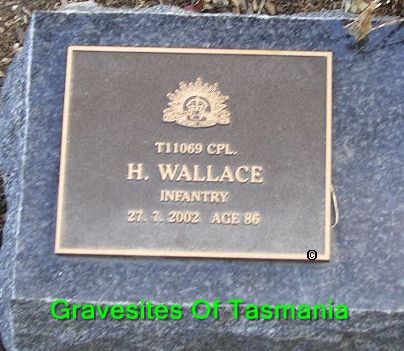 T11069 CPL.
H. WALLACE
INFANTRY
27. 7. 2002 AGE 86
©
Gravesites Of Tasmania